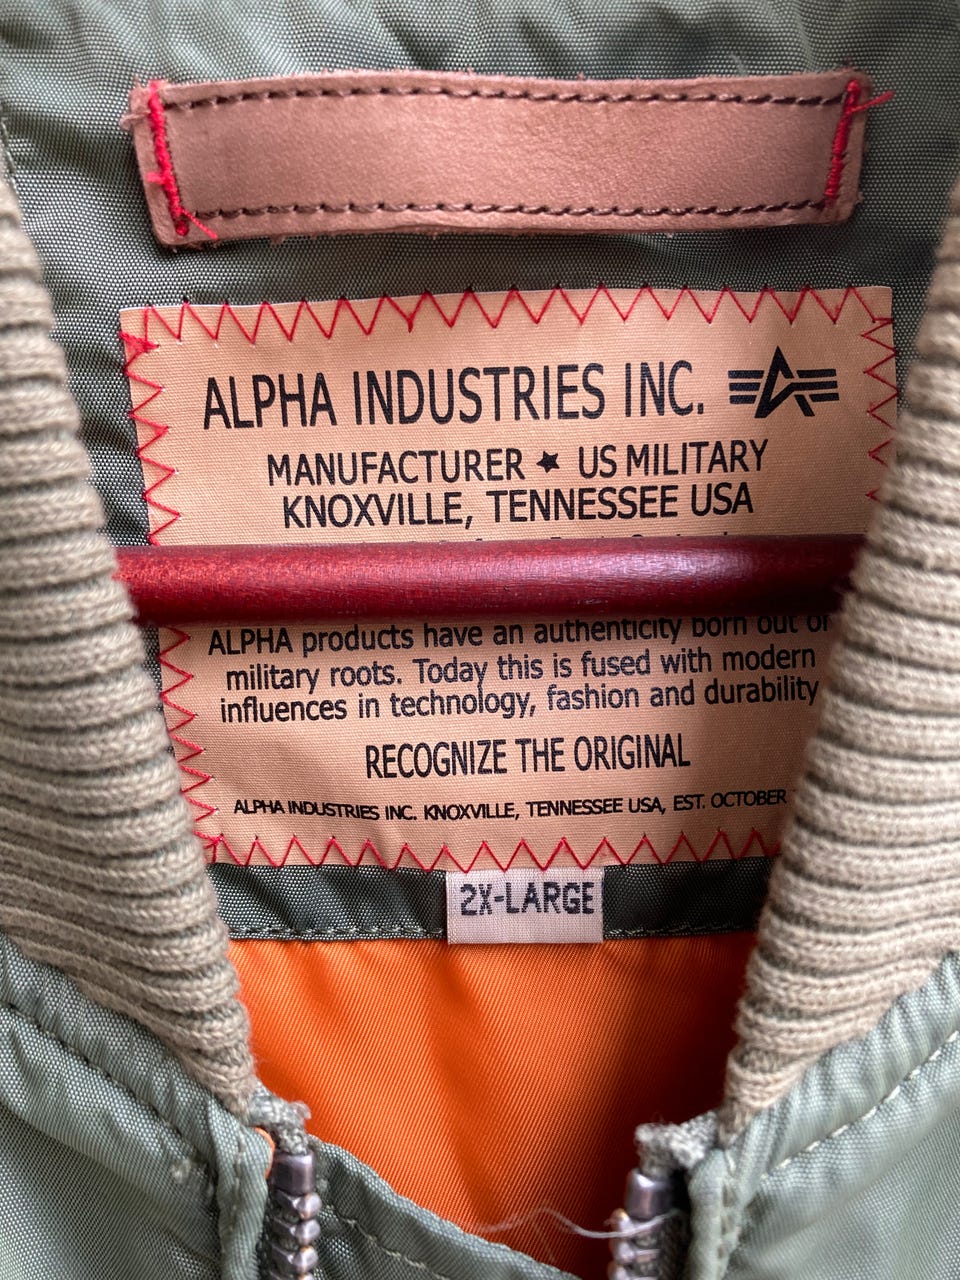 ALPHA INDUSTRIES INC.
MANUFACTURER ★ US MILITARY
KNOXVILLE, TENNESSEE USA
ALPHA products have an authenticity born out of
military roots. Today this is fused with modern
influences in technology, fashion and durability
RECOGNIZE THE ORIGINAL
ALPHA INDUSTRIES INC. KNOXVILLE, TENNESSEE USA, EST. OCTOBER
2X-LARGE